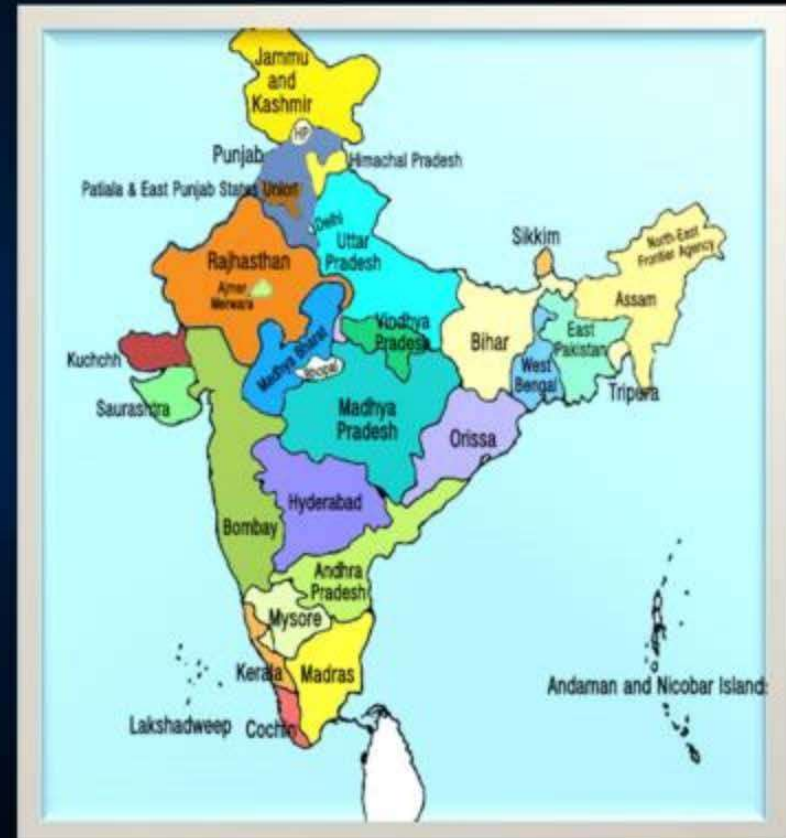 Jammu
and
Kashmir
HP
Punjab
Himachal Pradesh
Patiala & East Punjab States Union
Delhi
Uttar
Pradesh
Sikkim
North-East
Frontier Agency
Rajhasthan
Ajmer
Merwara
Assam
Vindhya
Pradesh
Bihar
East
Pakistan
Kuchchh
Madhya Bharat
Bhopal
West
Bengal
Tripura
Saurashtra
Madhya
Pradesh
Orissa
Hyderabad
Bombay
Andhra
Pradesh
Mysore
Kerala
Madras
Andaman and Nicobar Island:
Lakshadweep
Cochin